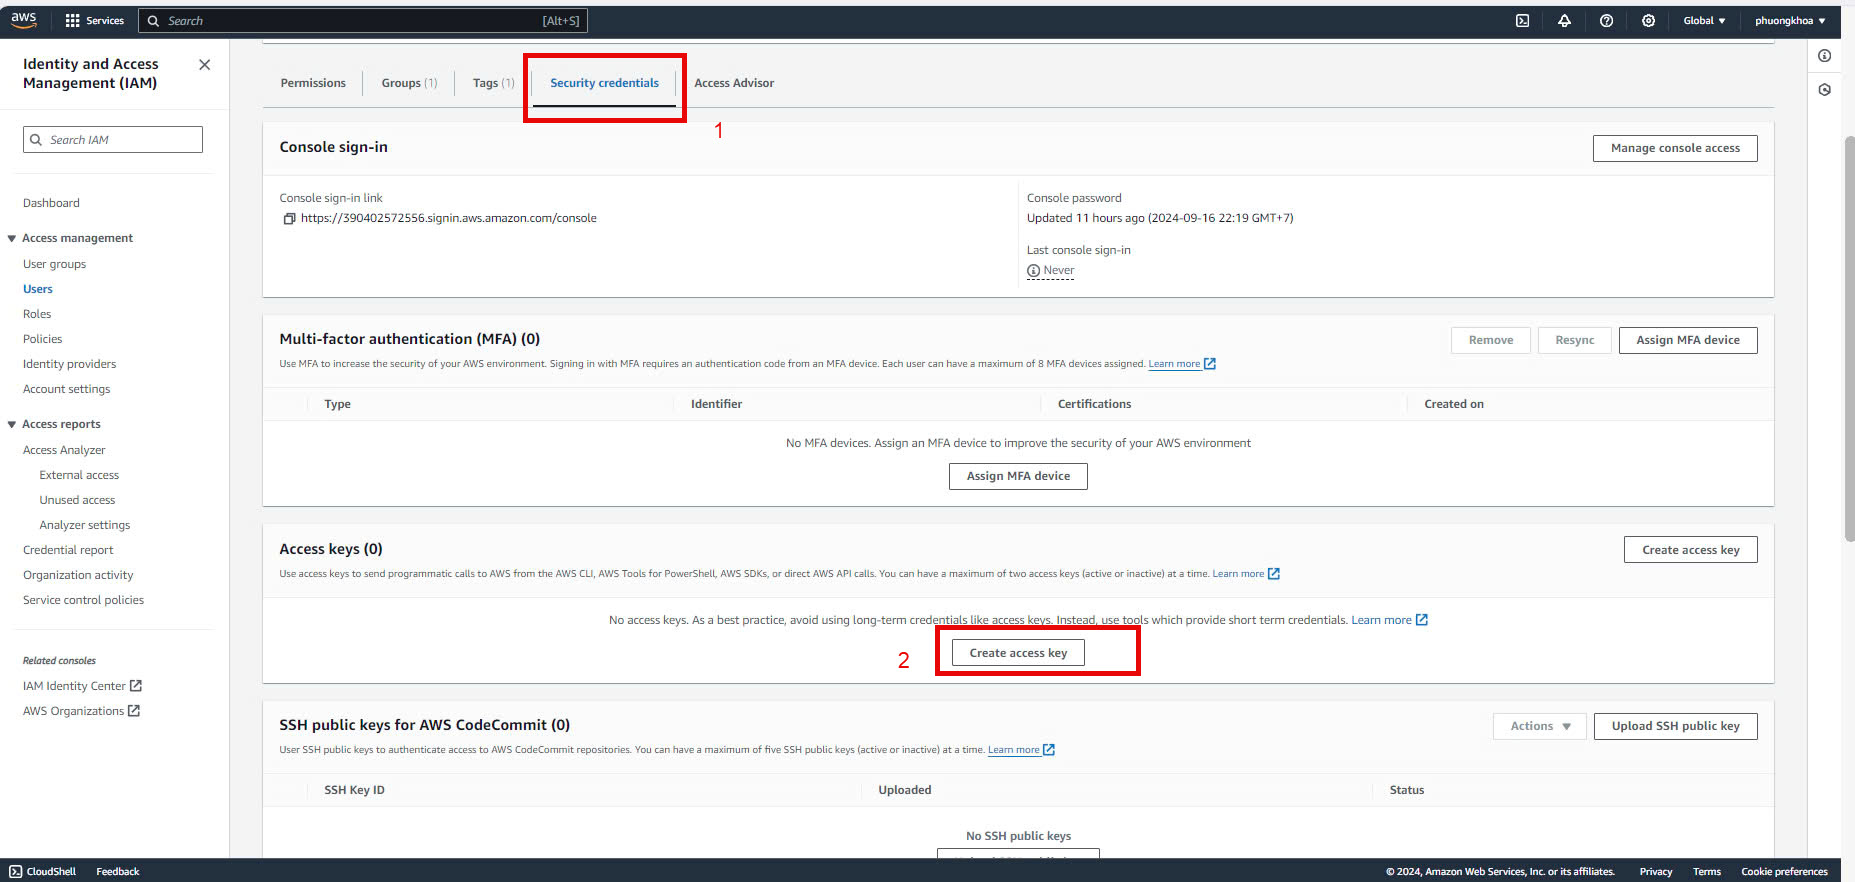 aws
Services
Search
[Alt+S]
Global
phuongkhoa
Identity and Access
Management (IAM)
Search IAM
Dashboard
Access management
User groups
Users
Roles
Policies
Identity providers
Account settings
Access reports
Access Analyzer
External access
Unused access
Analyzer settings
Credential report
Organization activity
Service control policies
Related consoles
IAM Identity Center
AWS Organizations
Permissions
Groups (1)
Tags (1)
Security credentials
Access Advisor
1
Console sign-in
Manage console access
Console sign-in link
https://390402572556.signin.aws.amazon.com/console
Console password
Updated 11 hours ago (2024-09-16 22:19 GMT+7)
Last console sign-in
Never
Multi-factor authentication (MFA) (0)
Remove
Resync
Assign MFA device
Use MFA to increase the security of your AWS environment. Signing in with MFA requires an authentication code from an MFA device. Each user can have a maximum of 8 MFA devices assigned. Learn more
Type
Identifier
Certifications
Created on
No MFA devices. Assign an MFA device to improve the security of your AWS environment
Assign MFA device
Access keys (0)
Create access key
Use access keys to send programmatic calls to AWS from the AWS CLI, AWS Tools for PowerShell, AWS SDKs, or direct AWS API calls. You can have a maximum of two access keys (active or inactive) at a time. Learn more
No access keys. As a best practice, avoid using long-term credentials like access keys. Instead, use tools which provide short term credentials. Learn more
2
Create access key
SSH public keys for AWS CodeCommit (0)
Actions
Upload SSH public key
User SSH public keys to authenticate access to AWS CodeCommit repositories. You can have a maximum of five SSH public keys (active or inactive) at a time. Learn more
SSH Key ID
Uploaded
Status
No SSH public keys
CloudShell
Feedback
© 2024, Amazon Web Services, Inc. or its affiliates.
Privacy
Terms
Cookie preferences